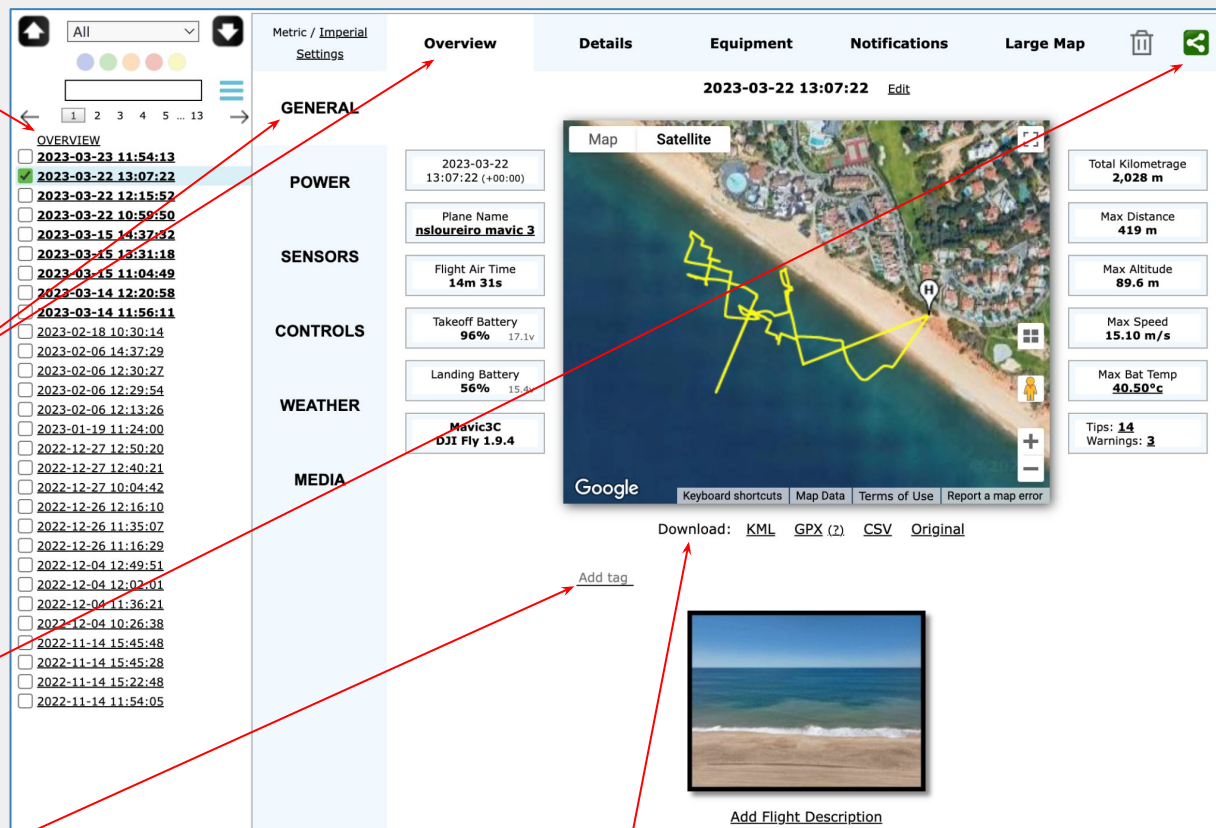 All
1 2 3 4 5 ... 13
OVERVIEW
2023-03-23 11:54:13
2023-03-22 13:07:22
2023-03-22 12:15:52
2023-03-22 10:59:50
2023-03-15 14:37:32
2023-03-15 13:31:18
2023-03-15 11:04:49
2023-03-14 12:20:58
2023-03-14 11:56:11
2023-02-18 10:30:14
2023-02-06 14:37:29
2023-02-06 12:30:27
2023-02-06 12:29:54
2023-02-06 12:13:26
2023-01-19 11:24:00
2022-12-27 12:50:20
2022-12-27 12:40:21
2022-12-27 10:04:42
2022-12-26 12:16:10
2022-12-26 11:35:07
2022-12-26 11:16:29
2022-12-04 12:49:51
2022-12-04 12:02:01
2022-12-04 11:36:21
2022-12-04 10:26:38
2022-11-14 15:45:48
2022-11-14 15:45:28
2022-11-14 15:22:48
2022-11-14 11:54:05
Metric / Imperial
Settings
GENERAL
POWER
SENSORS
CONTROLS
WEATHER
MEDIA
Overview Details Equipment Notifications Large Map
2023-03-22 13:07:22 Edit
2023-03-22
13:07:22 (+00:00)
Plane Name
nsloureiro mavic 3
Flight Air Time
14m 31s
Takeoff Battery
96% 17.1v
Landing Battery
56% 15.4v
Mavic3C
DJI Fly 1.9.4
Map Satellite
H
Google
Keyboard shortcuts Map Data Terms of Use Report a map error
Total Kilometrage
2,028 m
Max Distance
419 m
Max Altitude
89.6 m
Max Speed
15.10 m/s
Max Bat Temp
40.50°c
Tips: 14
Warnings: 3
Download: KML GPX (?) CSV Original
Add tag
Add Flight Description